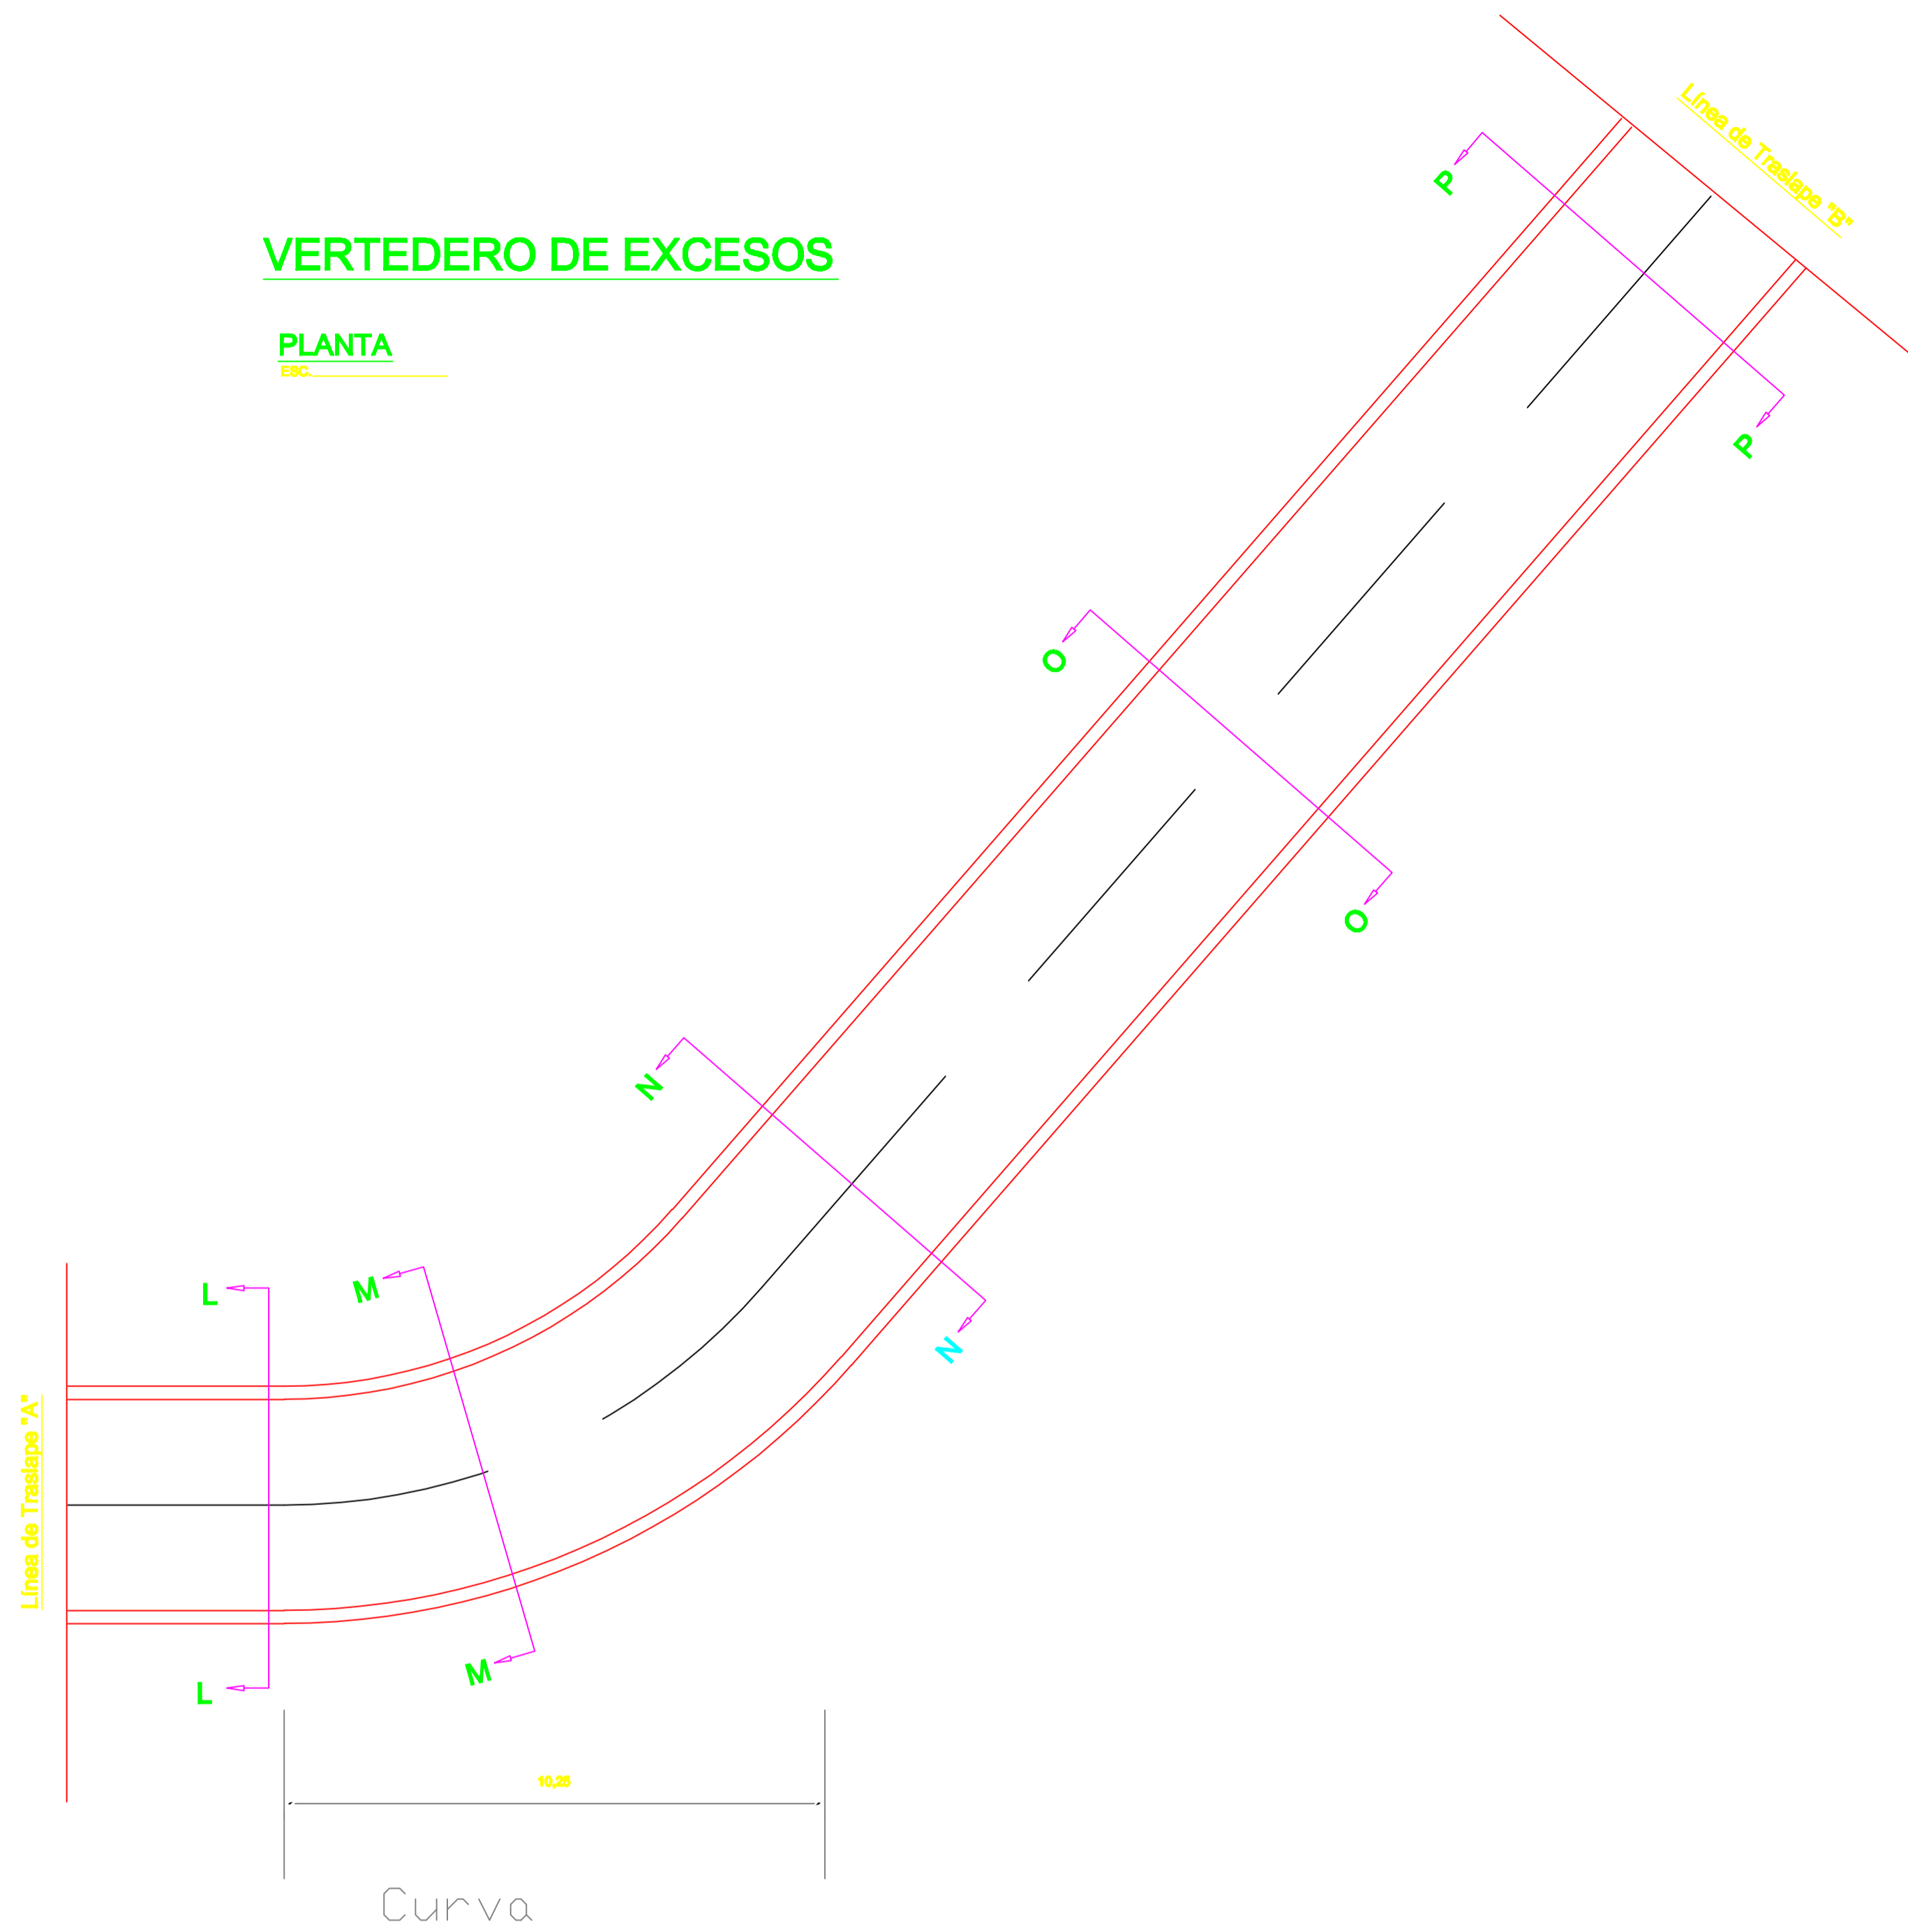 Línea de Traslape "B"
P
VERTEDERO DE EXCESOS
PLANTA
ESC.
P
O
O
N
N
L
M
Línea de Traslape "A"
M
L
10.25
Curva